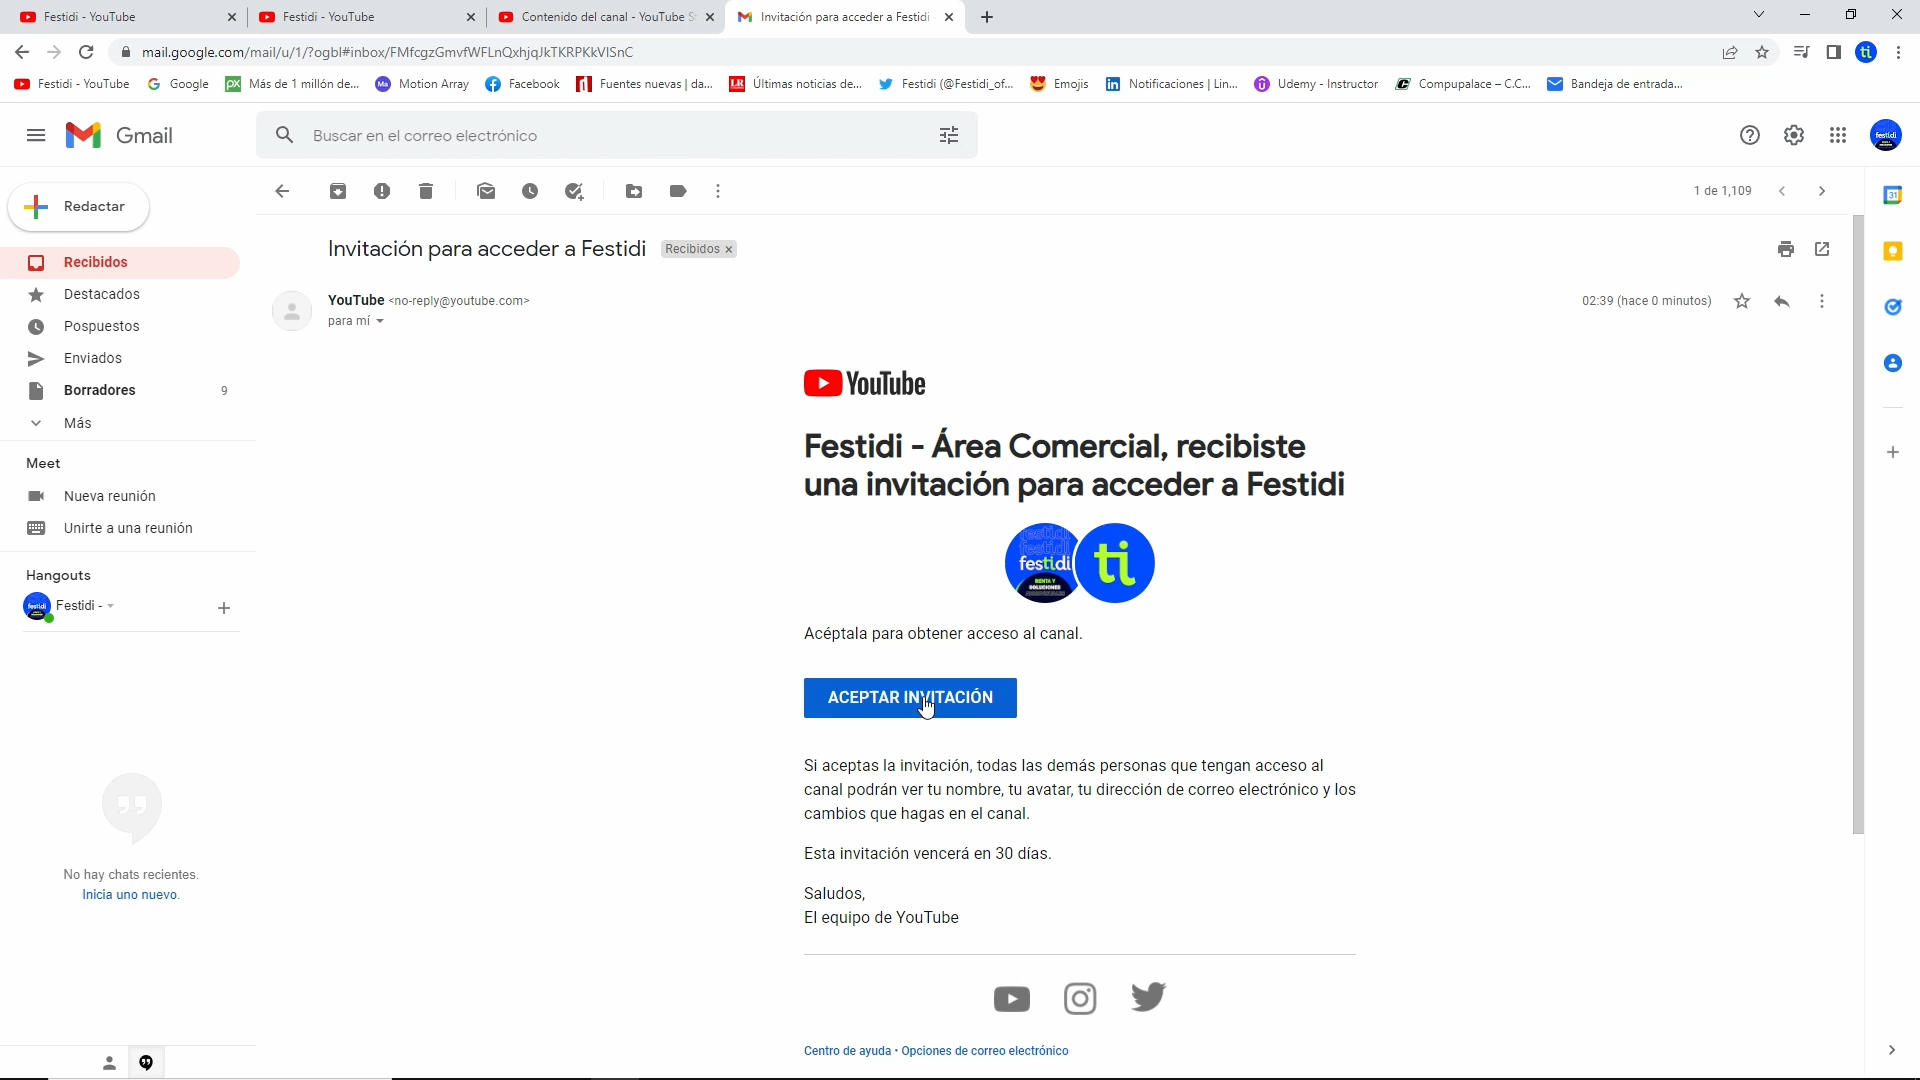 Festidi - YouTube
Festidi - YouTube
Contenido del canal - YouTube S
Invitación para acceder a Festidi
mail.google.com/mail/u/1/?ogbl#inbox/FMfcgzGmvfWFLnQxhjqJkTKRPKkVlSnC
ti
Festidi - YouTube
Google
Más de 1 millón de...
Motion Array
Facebook
Fuentes nuevas | da...
Últimas noticias de...
Festidi (@Festidi_of...
Emojis
Notificaciones | Lin...
Udemy - Instructor
Compupalace – C.C...
Bandeja de entrada...
Gmail
Buscar en el correo electrónico
festidi
Redactar
1 de 1,109
Recibidos
Destacados
Pospuestos
Enviados
Borradores 9
Más
Meet
Nueva reunión
Unirte a una reunión
Hangouts
Festidi -
No hay chats recientes.
Inicia uno nuevo.
Invitación para acceder a Festidi
Recibidos
YouTube <no-reply@youtube.com>
02:39 (hace 0 minutos)
para mí
YouTube
Festidi - Área Comercial, recibiste
una invitación para acceder a Festidi
festidi
festidi
festidi
RENTA Y
SOLUCIONES
ti
Acéptala para obtener acceso al canal.
ACEPTAR INVITACIÓN
Si aceptas la invitación, todas las demás personas que tengan acceso al
canal podrán ver tu nombre, tu avatar, tu dirección de correo electrónico y los
cambios que hagas en el canal.
Esta invitación vencerá en 30 días.
Saludos,
El equipo de YouTube
Centro de ayuda • Opciones de correo electrónico
31